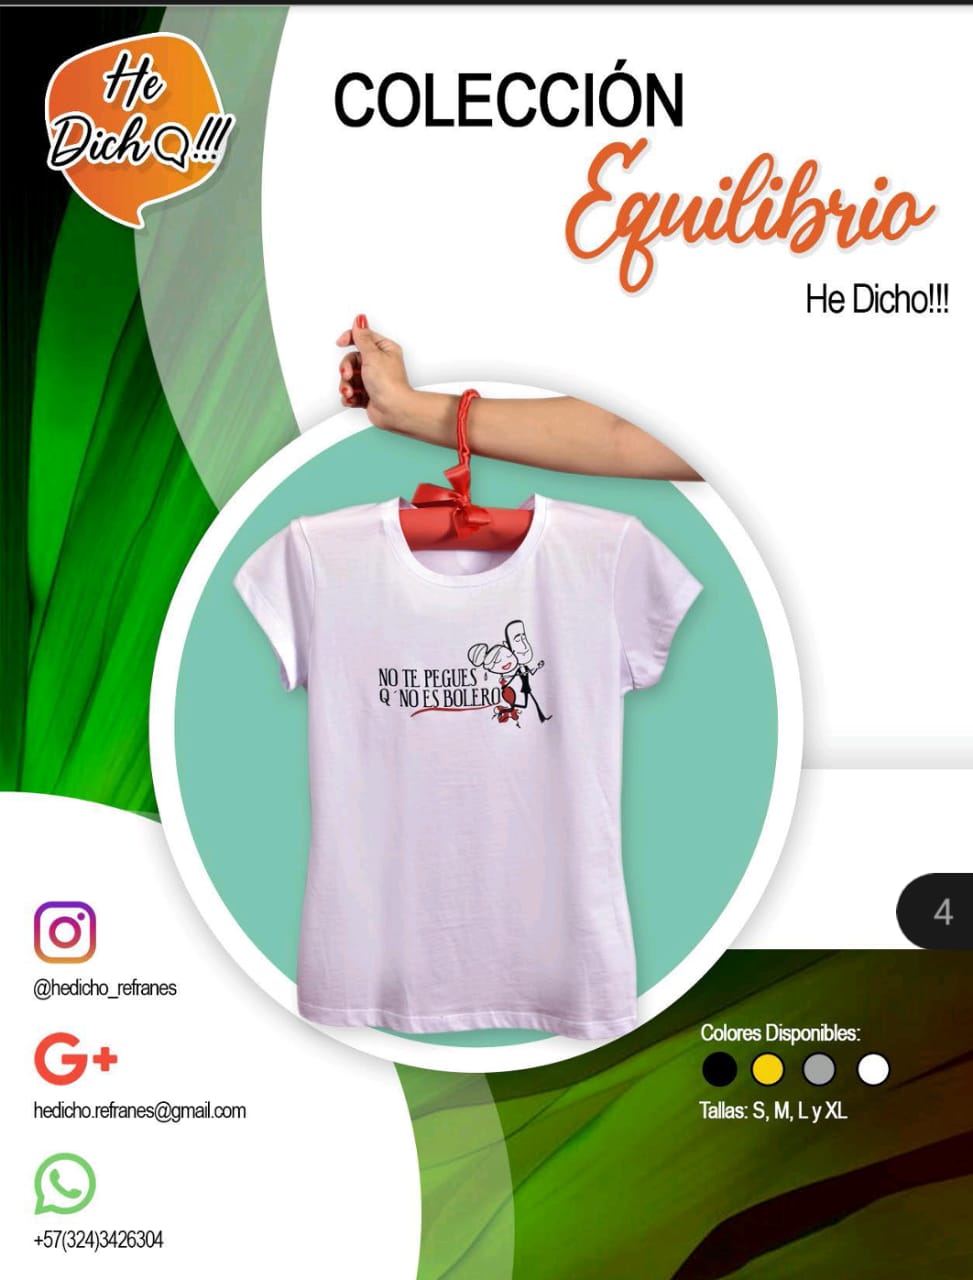 He
Dicho!!!
COLECCIÓN
Equilibrio
He Dicho!!!
NO TE PEGUES
Q´NO ES BOLERO
4
@hedicho_refranes
G+
hedicho.refranes@gmail.com
+57(324)3426304
Colores Disponibles:
Tallas: S, M, L y XL